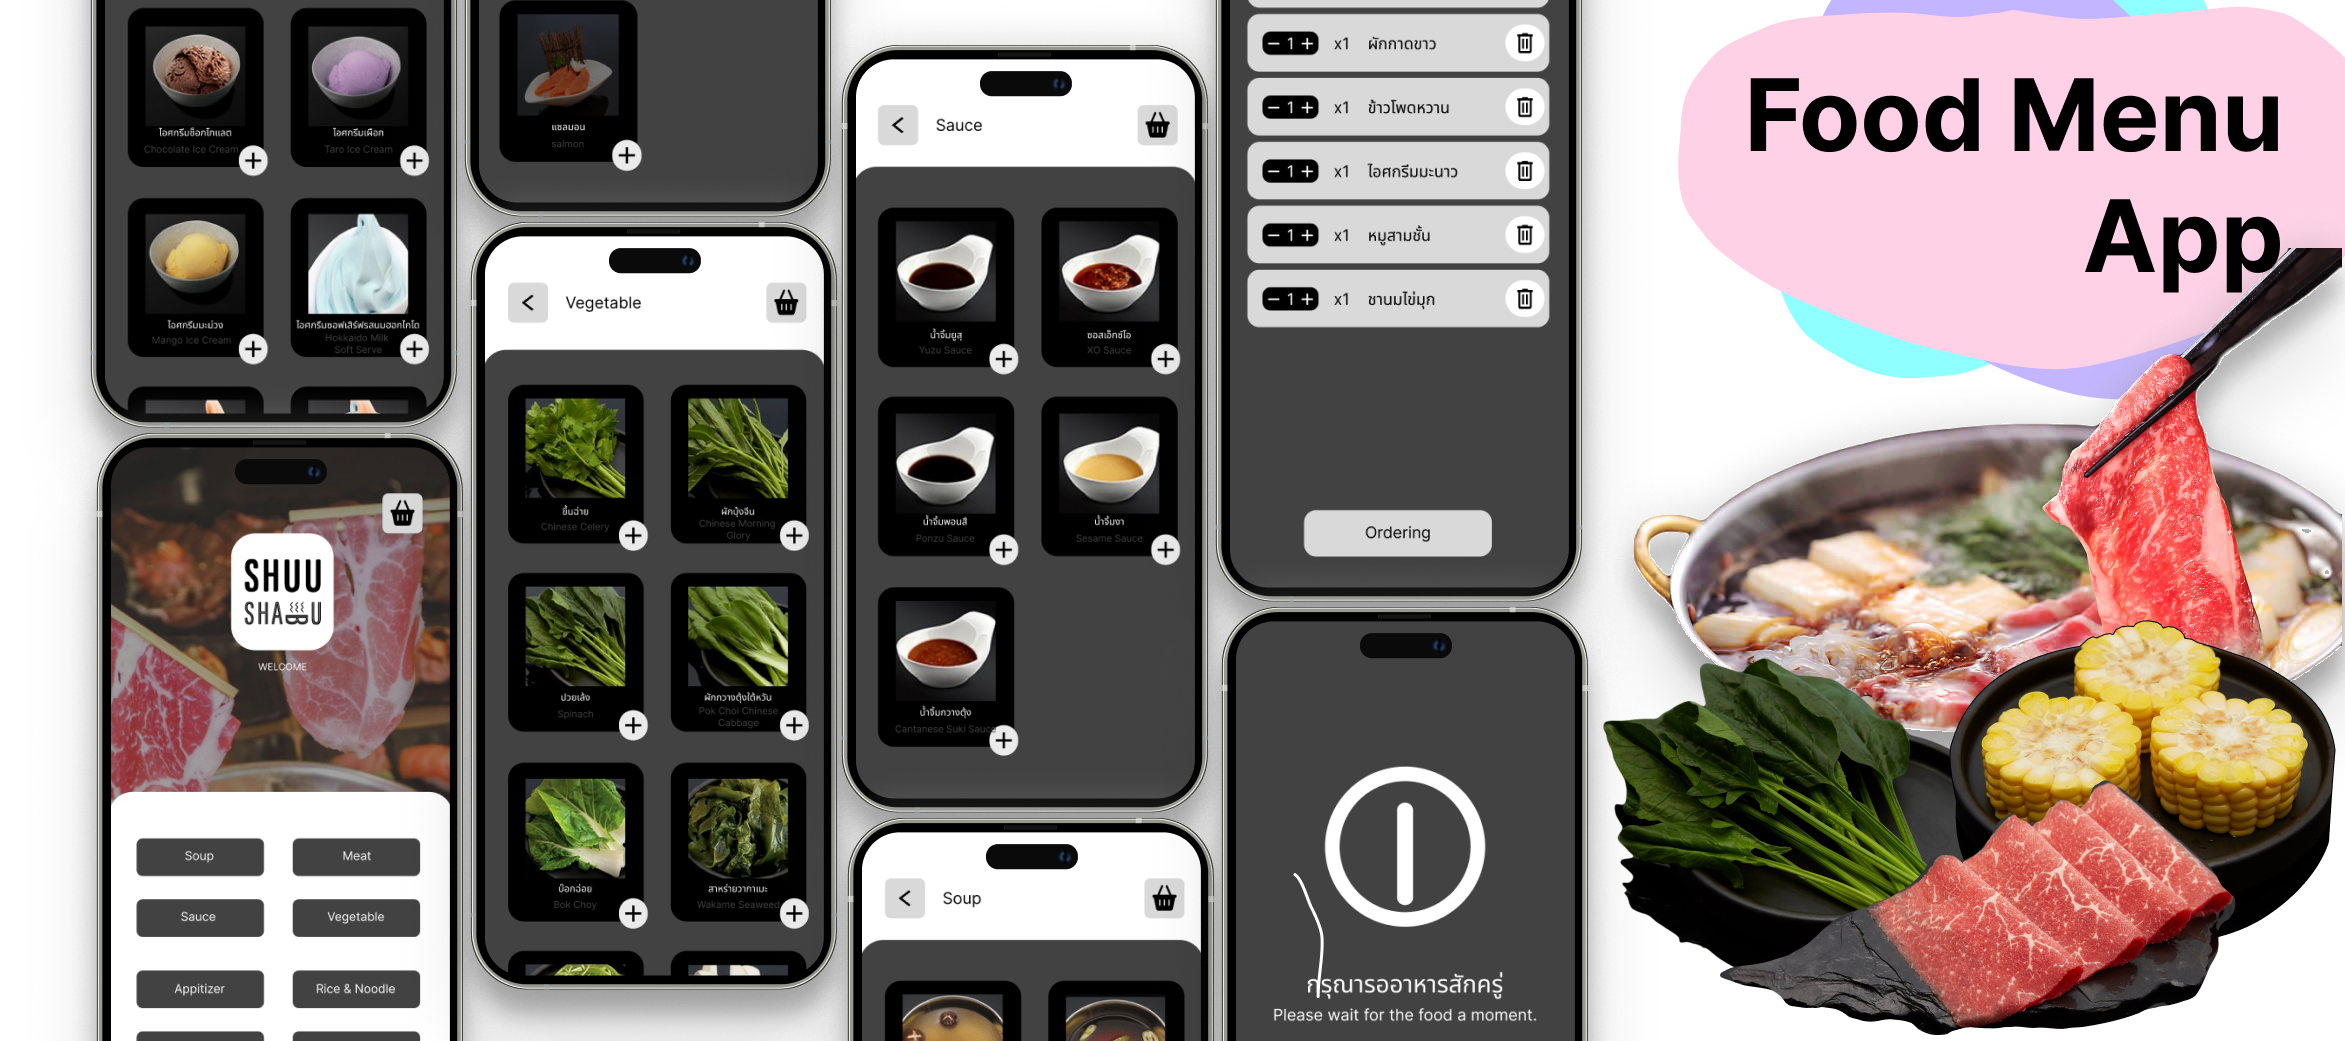 ไอศกรีมช็อกโกแลต
Chocolate Ice Cream
ไอศกรีมเผือก
Taro Ice Cream
ไอศกรีมมะม่วง
Mango Ice Cream
ไอศกรีมซอฟเสิร์ฟรสนมฮอกไกโด
Hokkaido Milk
Soft Serve
SHUU
SHABU
WELCOME
Soup
Meat
Sauce
Vegetable
Appitizer
Rice & Noodle
แซลมอน
salmon
Vegetable
ขึ้นฉ่าย
Chinese Celery
ผักบุ้งจีน
Chinese Morning
Glory
ปวยเล้ง
Spinach
ผักกวางตุ้งไต้หวัน
Pok Choi Chinese
Cabbage
บ๊อกฉ่อย
Bok Choy
สาหร่ายวากาเมะ
Wakame Seaweed
Sauce
น้ำจิ้มยูสุ
Yuzu Sauce
ซอสเอ็กซ์โอ
XO Sauce
น้ำจิ้มพอนสึ
Ponzu Sauce
น้ำจิ้มงา
Sesame Sauce
น้ำจิ้มกวางตุ้ง
Cantanese Suki Sauce
Soup
1 x1 ผักกาดขาว
1 x1 ข้าวโพดหวาน
1 x1 ไอศกรีมมะนาว
1 x1 หมูสามชั้น
1 x1 ชานมไข่มุก
Ordering
กรุณารออาหารสักครู่
Please wait for the food a moment.
Food Menu
App